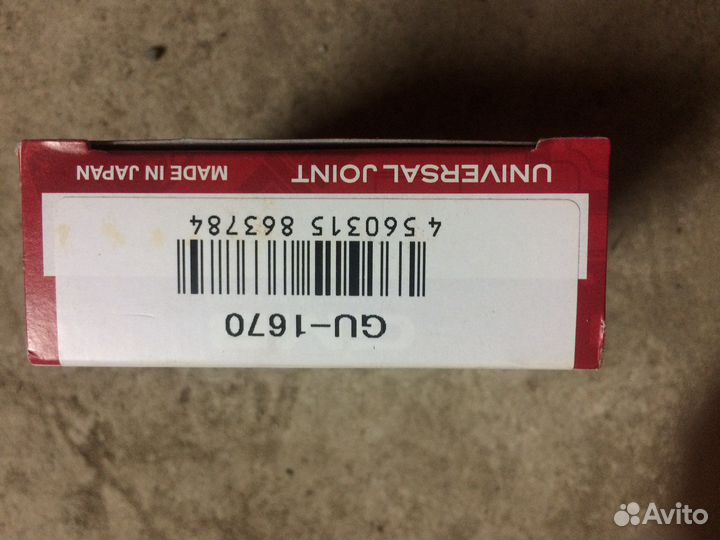 GU-1670
4 560315 863784
UNIVERSAL JOINT MADE IN JAPAN
Avito